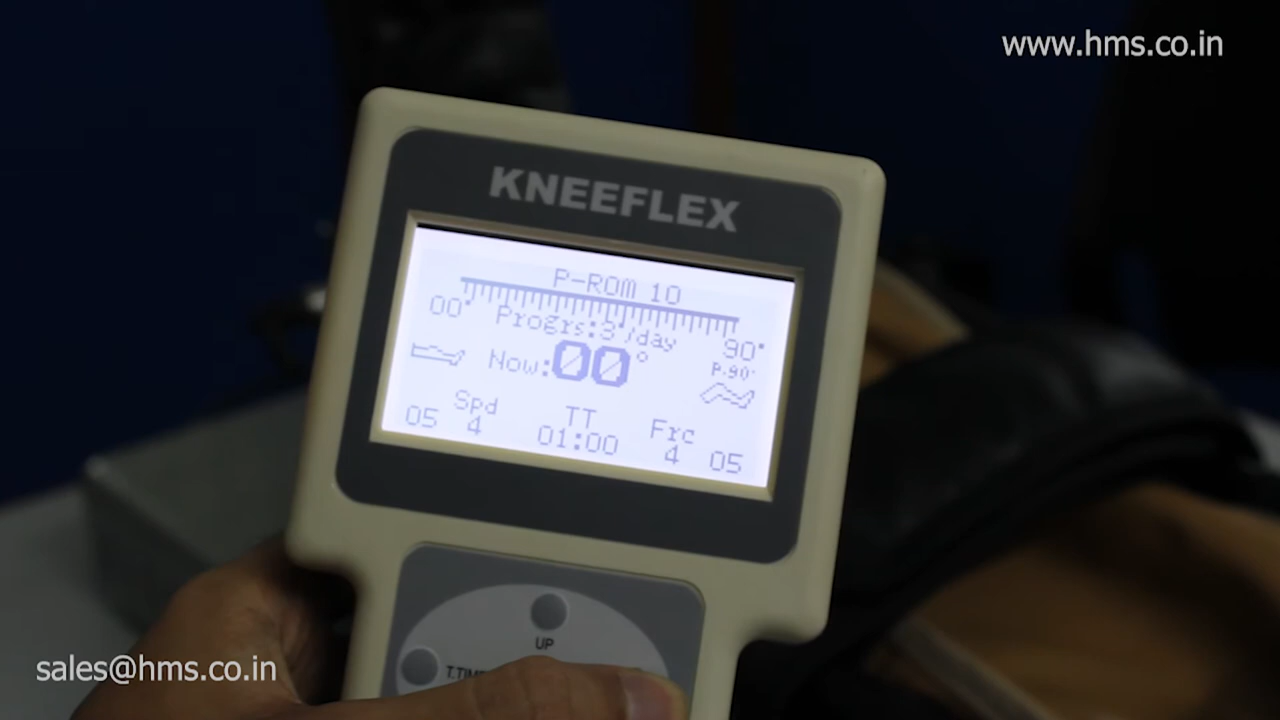 www.hms.co.in
KNEEFLEX
P-ROM 10
00°
Progrs:3°/day
90°
Now:00°
P-90°
Spd
TT
Frc
05
4
01:00
4
05
UP
sales@hms.co.in